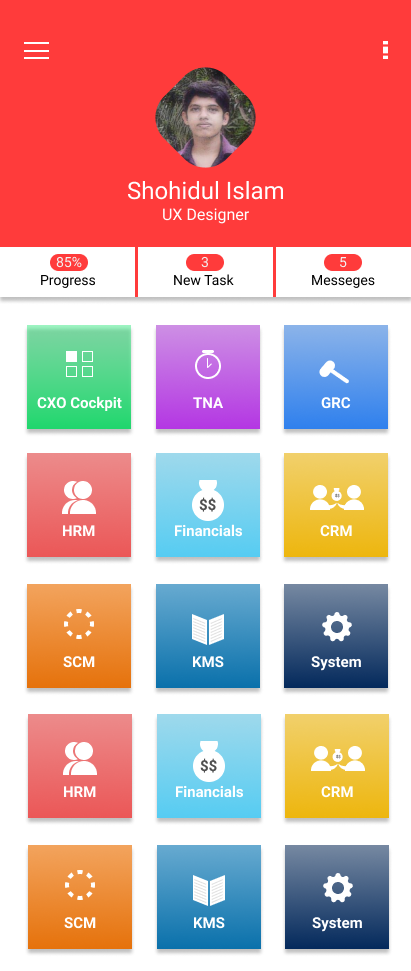 Shohidul Islam
UX Designer
85% 3 5
Progress New Task Messeges
CXO Cockpit TNA GRC
$$ $$
HRM Financials CRM
SCM KMS System
$$ $$
HRM Financials CRM
SCM KMS System